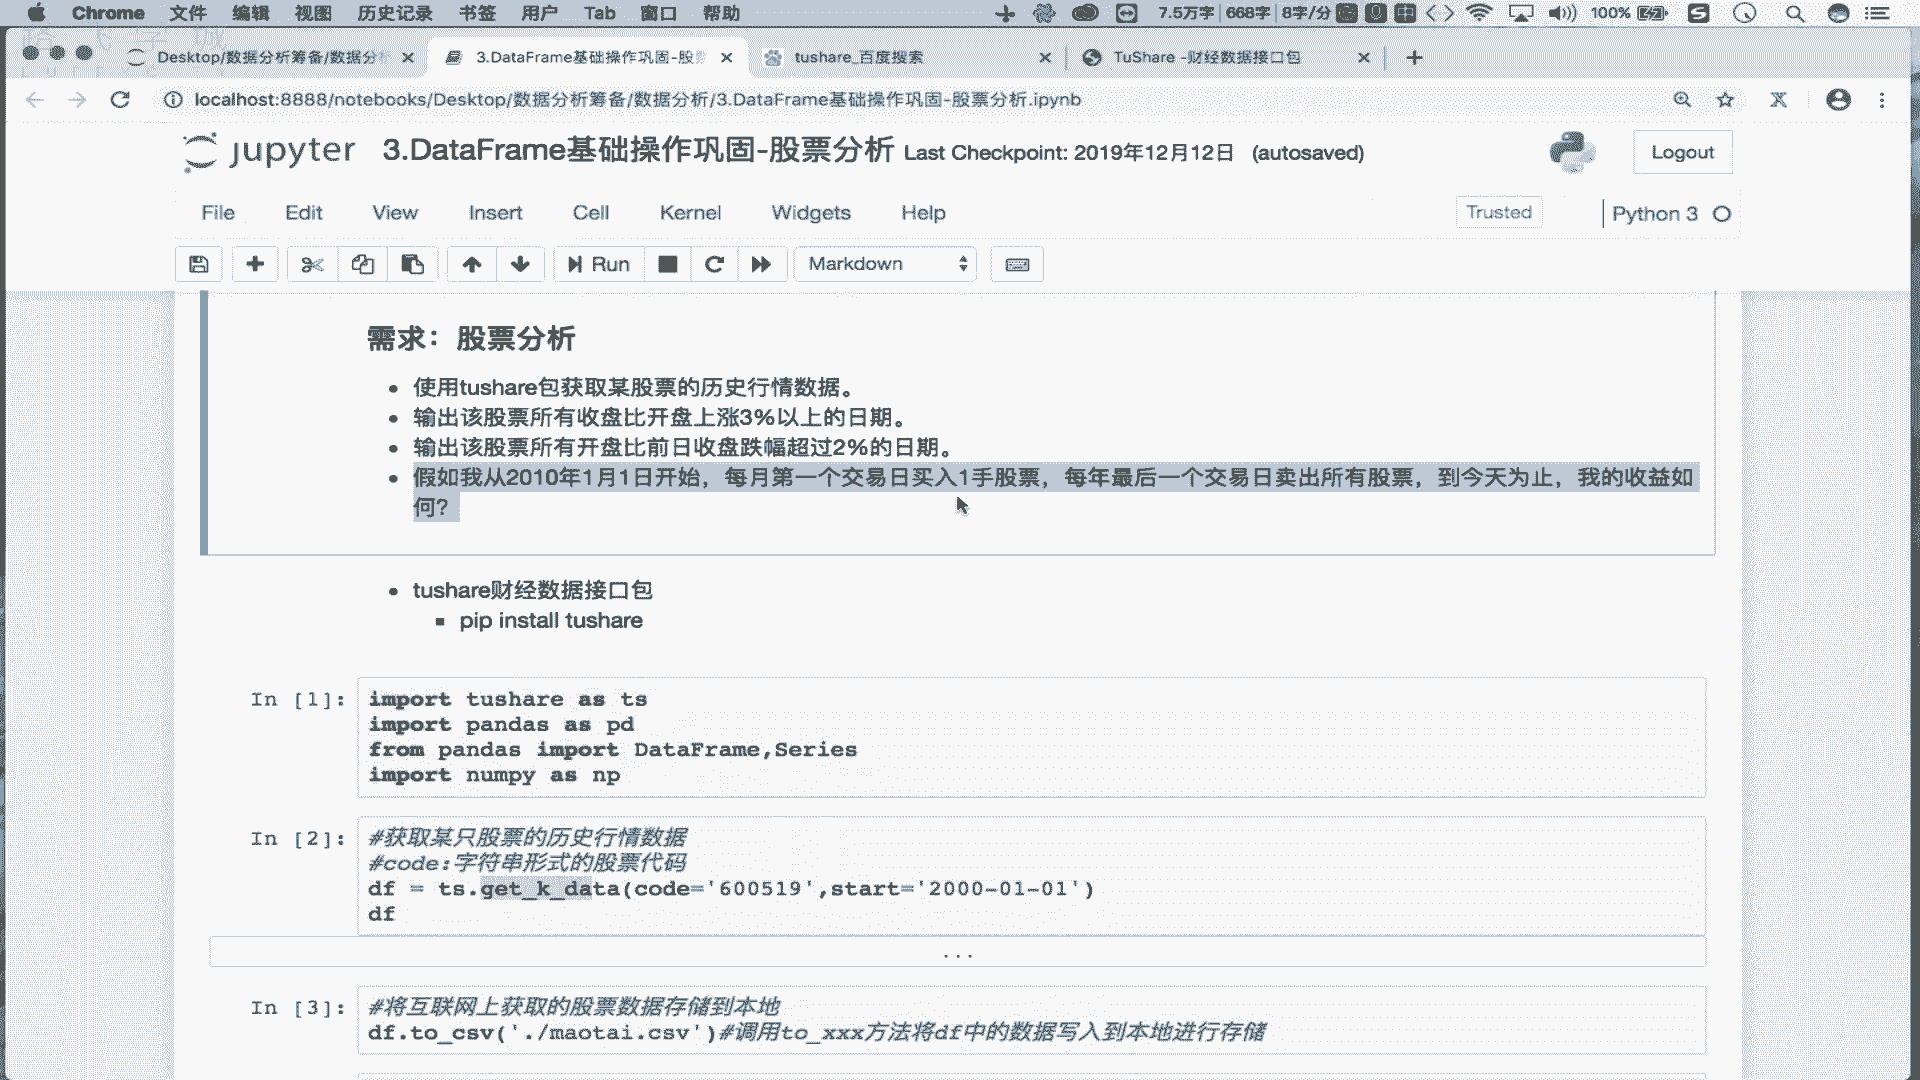 Chrome 文件 编辑 视图 历史记录 书签 用户 Tab 窗口 帮助 7.5万字 668字 8字/分 100%
Desktop/数据分析筹备/数据分析 3.DataFrame基础操作巩固-股票 tushare_百度搜索 TuShare -财经数据接口包
localhost:8888/notebooks/Desktop/数据分析筹备/数据分析/3.DataFrame基础操作巩固-股票分析.ipynb
jupyter 3.DataFrame基础操作巩固-股票分析 Last Checkpoint: 2019年12月12日 (autosaved) Logout
File Edit View Insert Cell Kernel Widgets Help Trusted Python 3
Run Markdown
需求：股票分析
使用tushare包获取某股票的历史行情数据。
输出该股票所有收盘比开盘上涨3%以上的日期。
输出该股票所有开盘比前日收盘跌幅超过2%的日期。
假如我从2010年1月1日开始，每月第一个交易日买入1手股票，每年最后一个交易日卖出所有股票，到今天为止，我的收益如
何？
tushare财经数据接口包
pip install tushare
In [1]: import tushare as ts
import pandas as pd
from pandas import DataFrame,Series
import numpy as np
In [2]: #获取某只股票的历史行情数据
#code:字符串形式的股票代码
df = ts.get_k_data(code='600519',start='2000-01-01')
df
...
In [3]: #将互联网上获取的股票数据存储到本地
df.to_csv('./maotai.csv')#调用to_xxx方法将df中的数据写入到本地进行存储